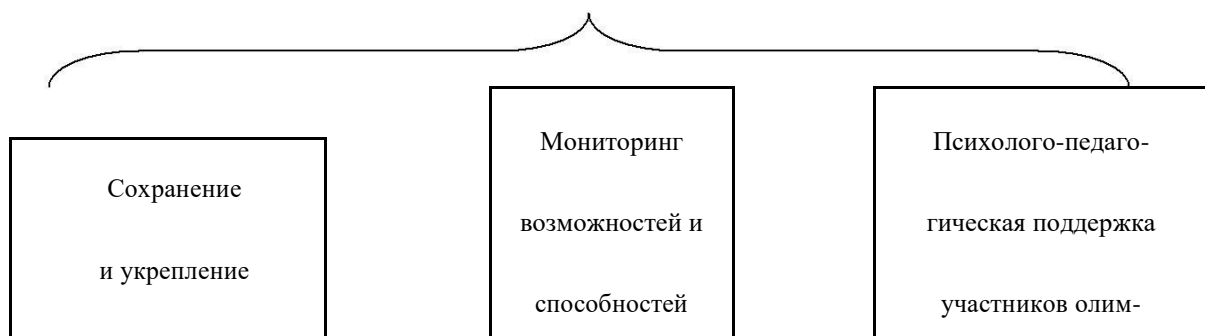 Сохранение
и укрепление
Мониторинг
возможностей и
способностей
Психолого-педаго-
гическая поддержка
участников олим-